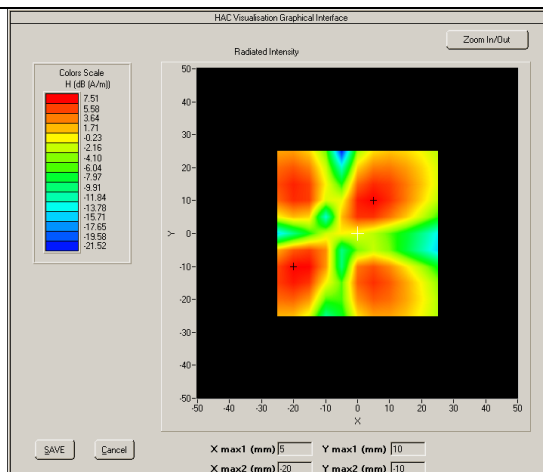 HAC Visualisation Graphical Interface
Zoom In/Out
Radiated Intensity
Colors Scale
H (dB (A/m))
7.51
5.58
3.64
1.71
-0.23
-2.16
-4.10
-6.04
-7.97
-9.91
-11.84
-13.78
-15.71
-17.65
-19.58
-21.52
50
40
30
20
10
0
-10
-20
-30
-40
-50
Y
-50 -40 -30 -20 -10 0 10 20 30 40 50
X
SAVE Cancel
X max1 (mm) 5 Y max1 (mm) 10
X max2 (mm) -20 Y max2 (mm) -10